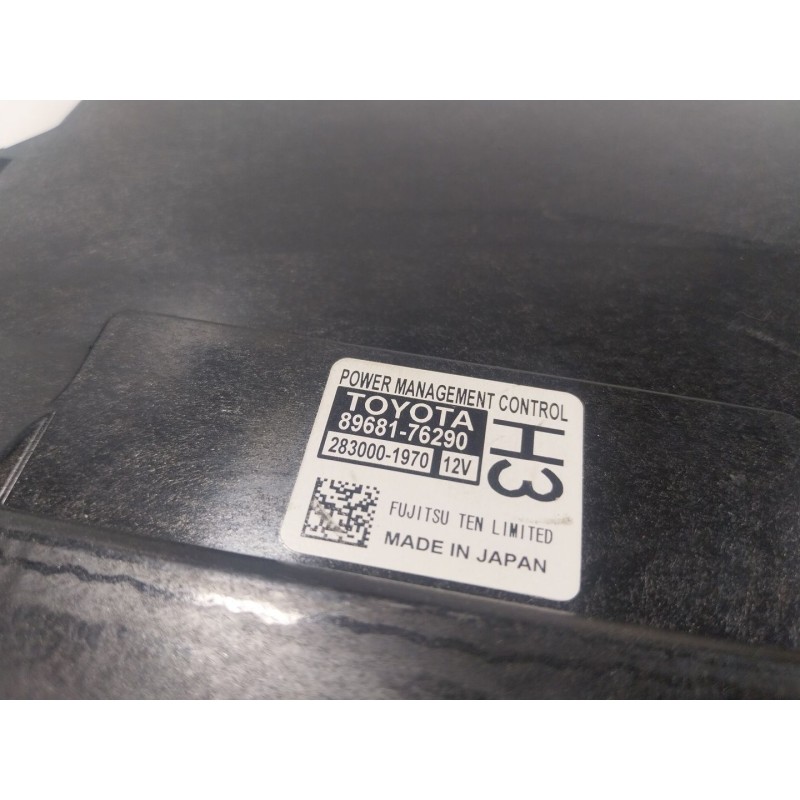 POWER MANAGEMENT CONTROL
TOYOTA
89681-76290
283000-1970 12V
H3
FUJITSU TEN LIMITED
MADE IN JAPAN